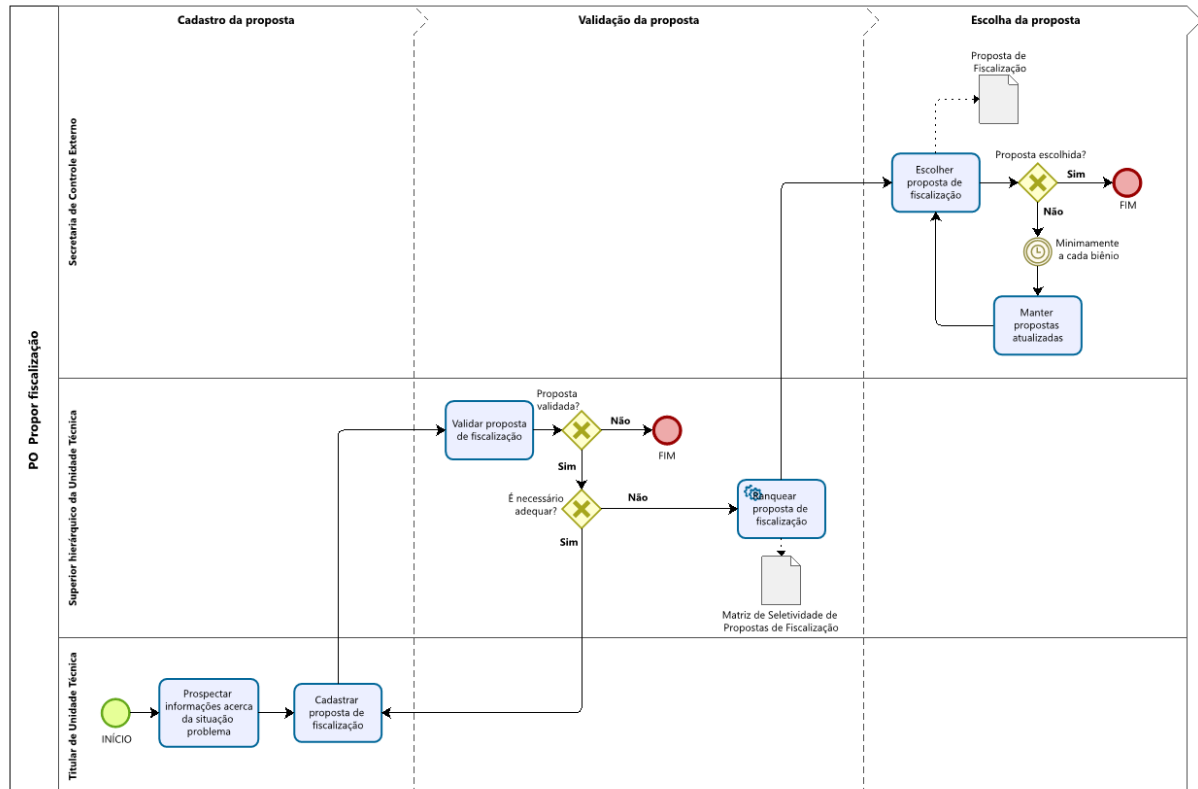 Cadastro da proposta
Validação da proposta
Escolha da proposta
PO Propor fiscalização
Secretaria de Controle Externo
Proposta de
Fiscalização
Escolher
proposta de
fiscalização
Proposta escolhida?
Sim
FIM
Não
Minimamente
a cada biênio
Manter
propostas
atualizadas
Superior hierárquico da Unidade Técnica
Validar proposta
de fiscalização
Proposta
validada?
Não
FIM
Sim
É necessário
adequar?
Não
Sim
Ranquear
proposta de
fiscalização
Matriz de Seletividade de
Propostas de Fiscalização
Titular de Unidade Técnica
INÍCIO
Prospectar
informações acerca
da situação
problema
Cadastrar
proposta de
fiscalização